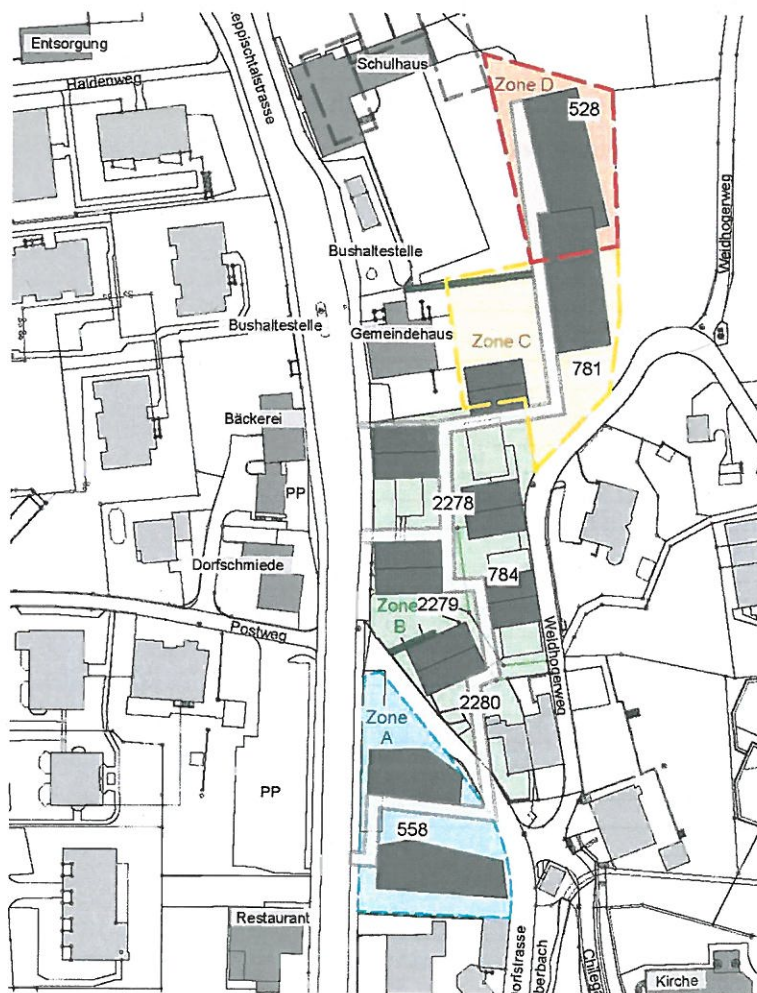 Entsorgung
Haldenweg
Schulhaus
Zone D
528
Weidhogerweg
Bushaltestelle
Bushaltestelle
Gemeindehaus
Zone C
781
Bäckerei
PP
2278
Dorfschmiede
784
Zone
B
2279
Postweg
Weidhogerweg
2280
Zone
A
PP
558
Restaurant
Kirche